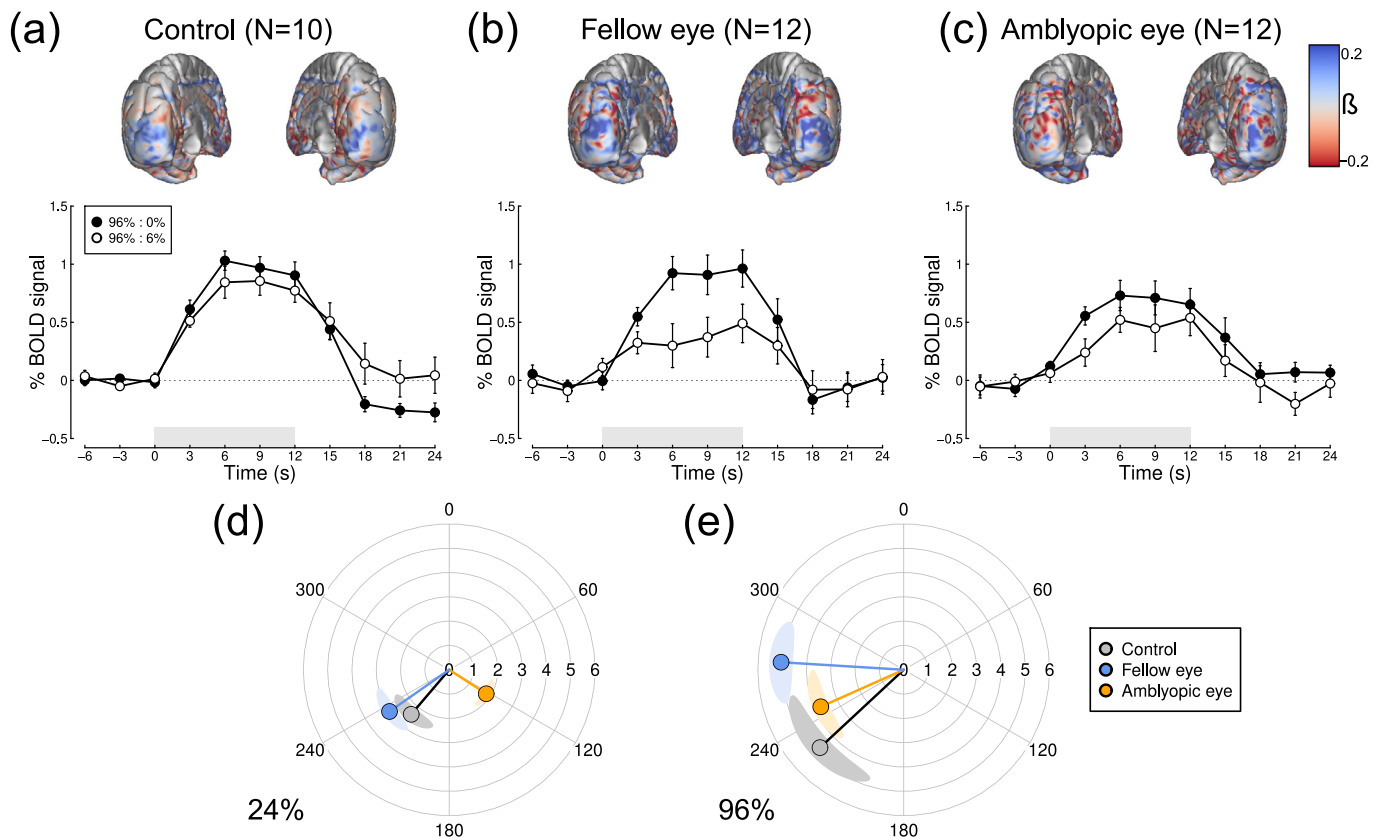 (a) Control (N=10)
(b) Fellow eye (N=12)
(c) Amblyopic eye (N=12)
0.2
ß
−0.2
1.5
1
0.5
0
−0.5
% BOLD signal
96% : 0%
96% : 6%
−6 −3 0 3 6 9 12 15 18 21 24
Time (s)
1.5
1
0.5
0
−0.5
% BOLD signal
−6 −3 0 3 6 9 12 15 18 21 24
Time (s)
1.5
1
0.5
0
−0.5
% BOLD signal
−6 −3 0 3 6 9 12 15 18 21 24
Time (s)
(d)
0
300 60
0 1 2 3 4 5 6
240 120
24%
180
(e)
0
300 60
0 1 2 3 4 5 6
240 120
96%
180
Control
Fellow eye
Amblyopic eye